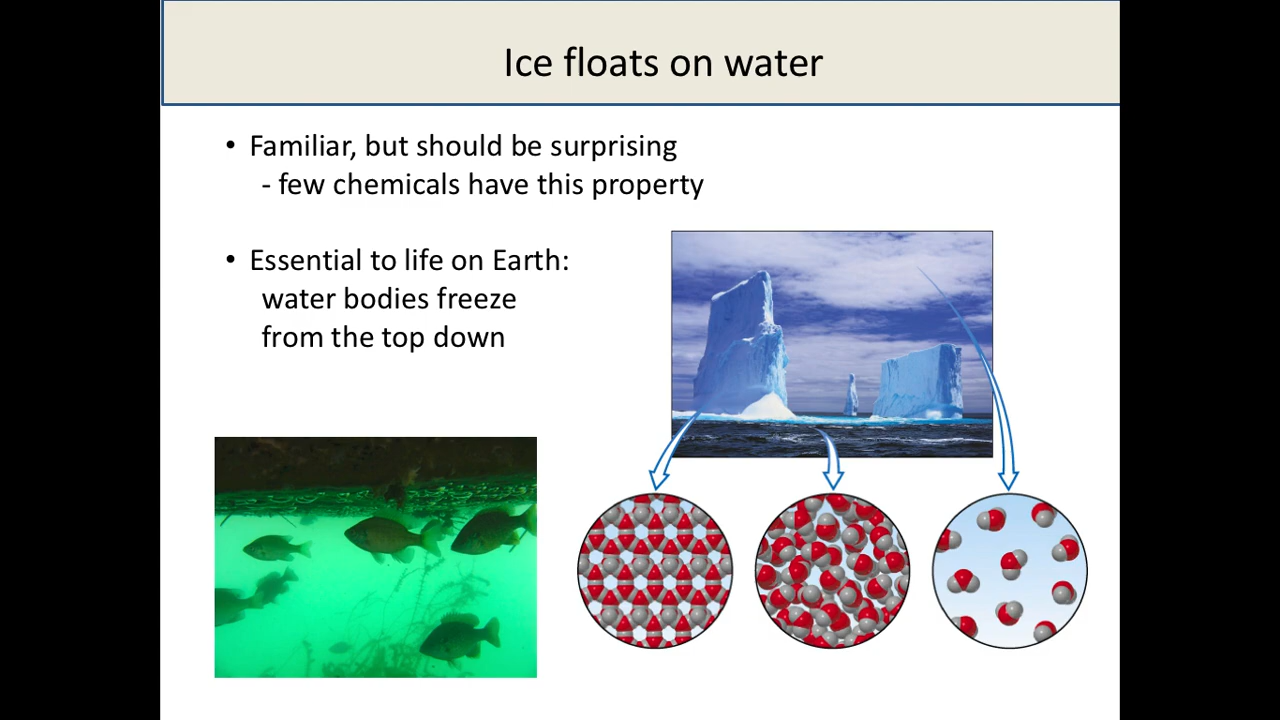 Ice floats on water
• Familiar, but should be surprising
- few chemicals have this property
• Essential to life on Earth:
water bodies freeze
from the top down